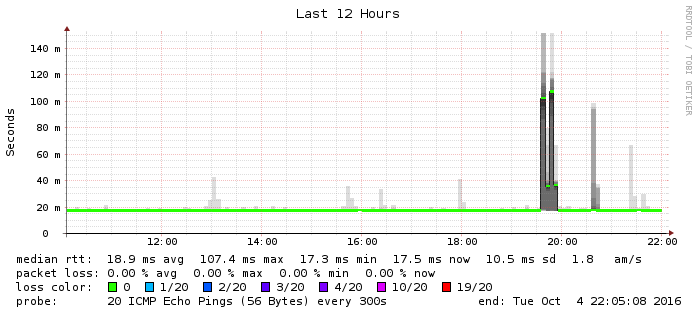 Last 12 Hours
RRDTOOL / TOBI OETIKER
Seconds
140 m
120 m
100 m
80 m
60 m
40 m
20 m
0
12:00 14:00 16:00 18:00 20:00 22:00
median rtt: 18.9 ms avg 107.4 ms max 17.3 ms min 17.5 ms now 10.5 ms sd 1.8 am/s
packet loss: 0.00 % avg 0.00 % max 0.00 % min 0.00 % now
loss color: 0 1/20 2/20 3/20 4/20 10/20 19/20
probe: 20 ICMP Echo Pings (56 Bytes) every 300s end: Tue Oct 4 22:05:08 2016